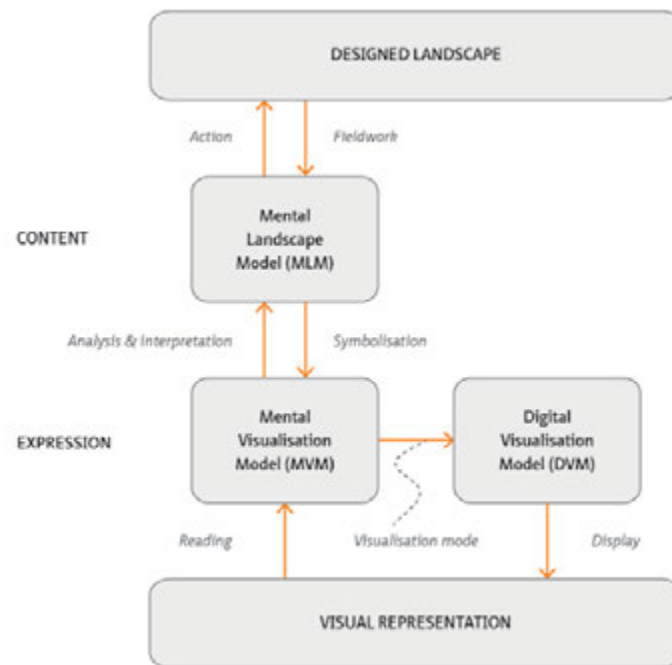 DESIGNED LANDSCAPE
Action
Fieldwork
CONTENT
Mental
Landscape
Model (MLM)
Analysis & Interpretation
Symbolisation
EXPRESSION
Mental
Visualisation
Model (MVM)
Digital
Visualisation
Model (DVM)
Reading
Visualisation mode
Display
VISUAL REPRESENTATION